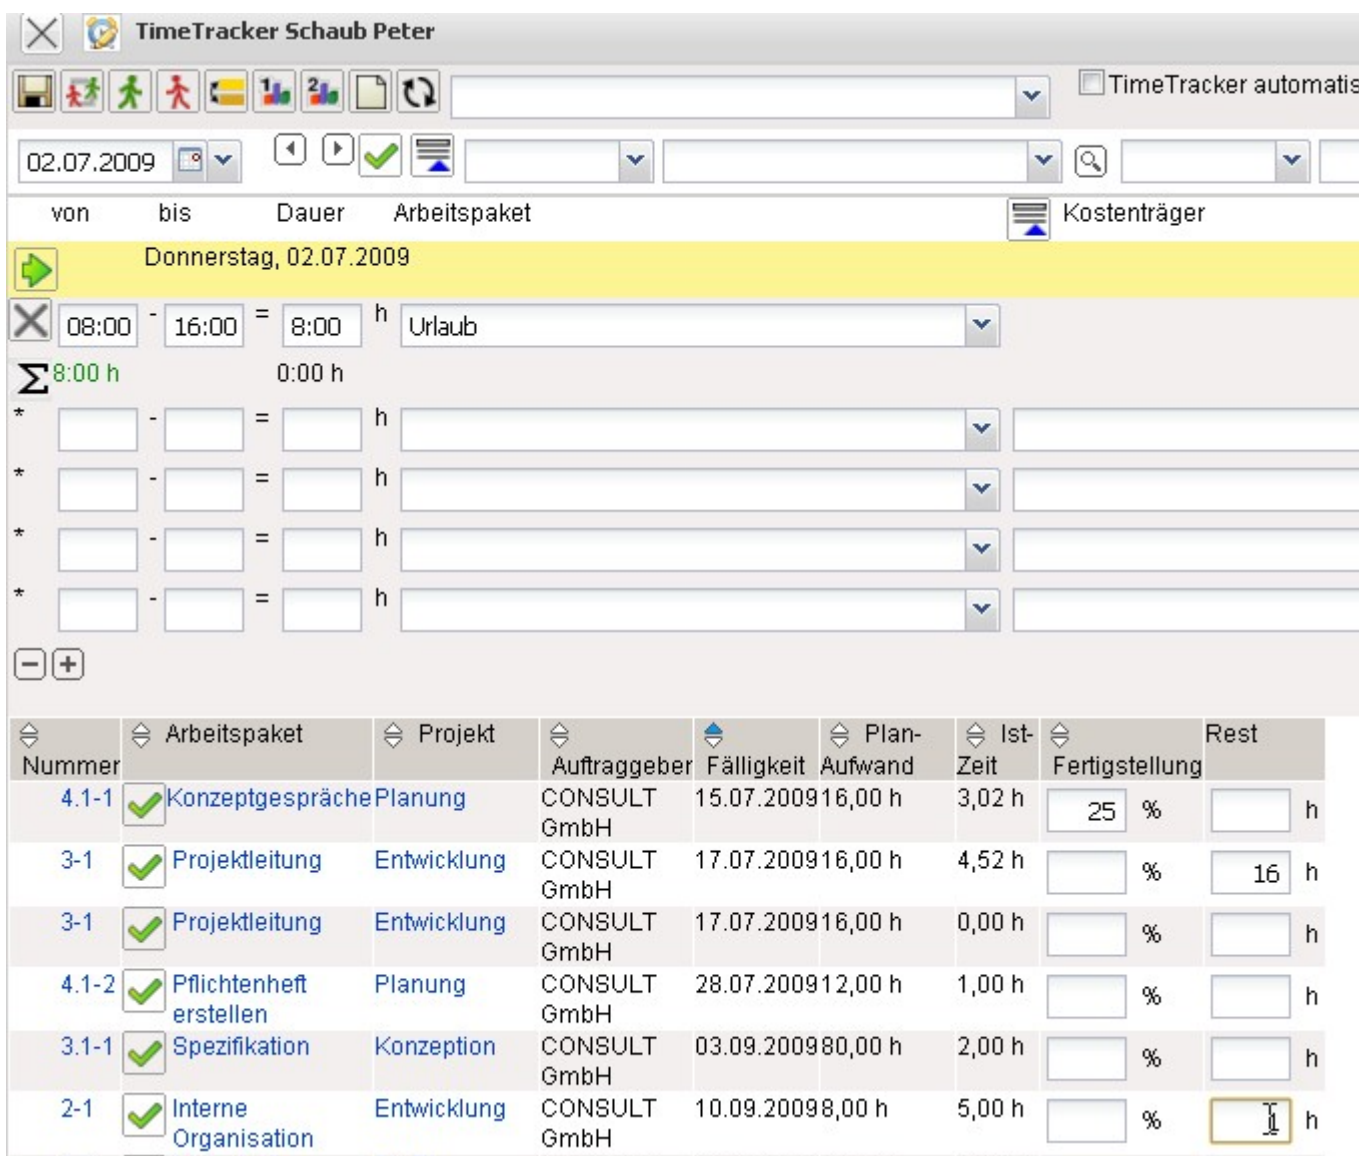 TimeTracker Schaub Peter
TimeTracker automatis
02.07.2009
von bis Dauer Arbeitspaket Kostenträger
Donnerstag, 02.07.2009
08:00 - 16:00 = 8:00 h Urlaub
Σ 8:00 h 0:00 h
* - = h
* - = h
* - = h
* - = h
Nummer Arbeitspaket Projekt Auftraggeber Fälligkeit Plan-Aufwand Ist-Zeit Fertigstellung Rest
4.1-1 Konzeptgespräche Planung CONSULT GmbH 15.07.2009 16,00 h 3,02 h 25 % h
3-1 Projektleitung Entwicklung CONSULT GmbH 17.07.2009 16,00 h 4,52 h % 16 h
3-1 Projektleitung Entwicklung CONSULT GmbH 17.07.2009 16,00 h 0,00 h % h
4.1-2 Pflichtenheft erstellen Planung CONSULT GmbH 28.07.2009 12,00 h 1,00 h % h
3.1-1 Spezifikation Konzeption CONSULT GmbH 03.09.2009 80,00 h 2,00 h % h
2-1 Interne Organisation Entwicklung CONSULT GmbH 10.09.2009 8,00 h 5,00 h % h